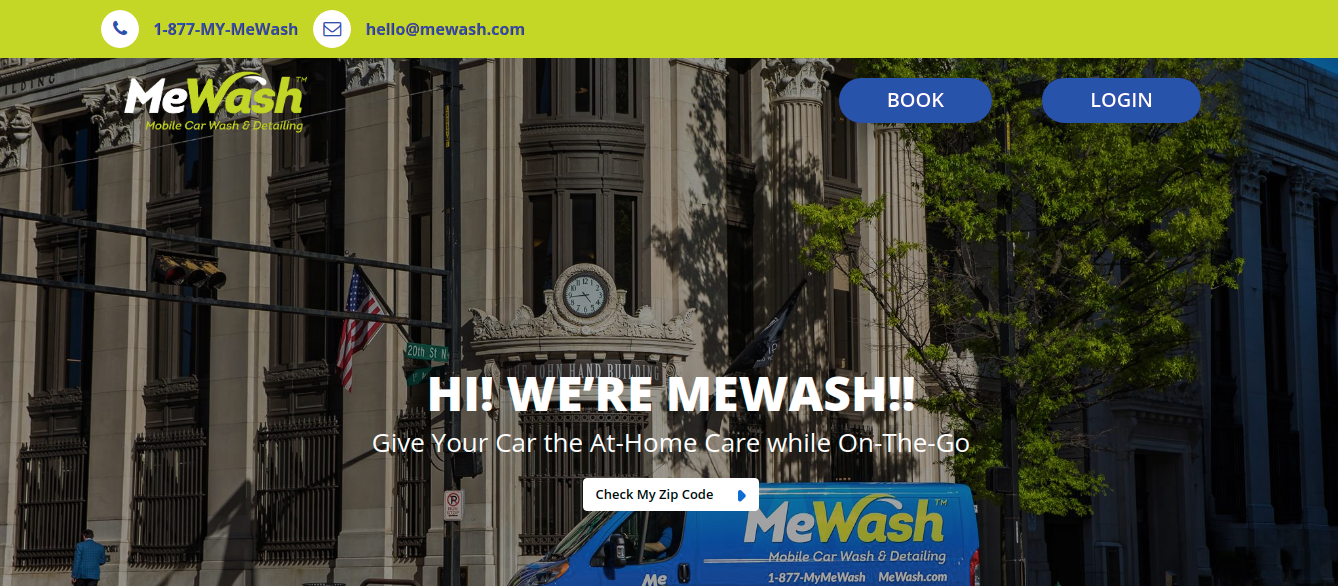 1-877-MY-MeWash
hello@mewash.com
MeWash™
Mobile Car Wash & Detailing
BOOK
LOGIN
20th St N
JOHN HAND BUILDING
HI! WE'RE MEWASH!!
Give Your Car the At-Home Care while On-The-Go
Check My Zip Code
MeWash™
Mobile Car Wash & Detailing
1-877-MyMeWash MeWash.com
Me